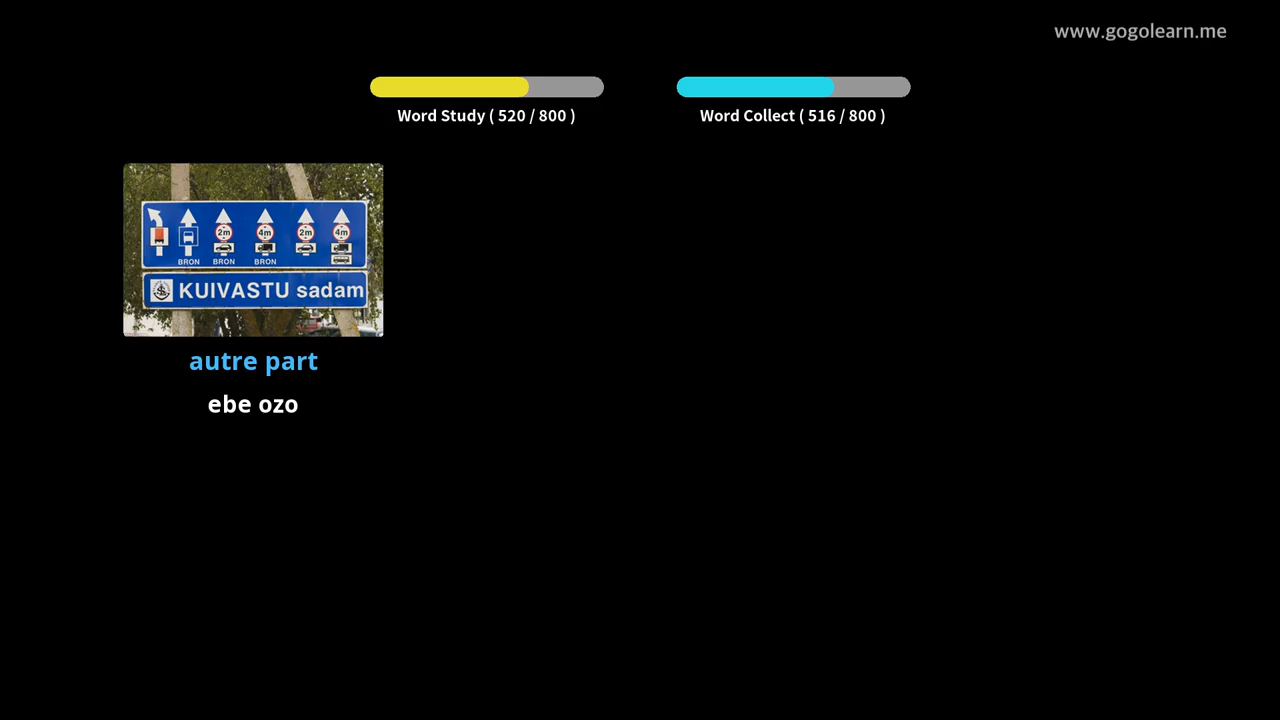 www.gogolearn.me
Word Study ( 520 / 800 )
Word Collect ( 516 / 800 )
2m 4m 2m 4m
BRON BRON BRON
KUIVASTU sadam
autre part
ebe ozo